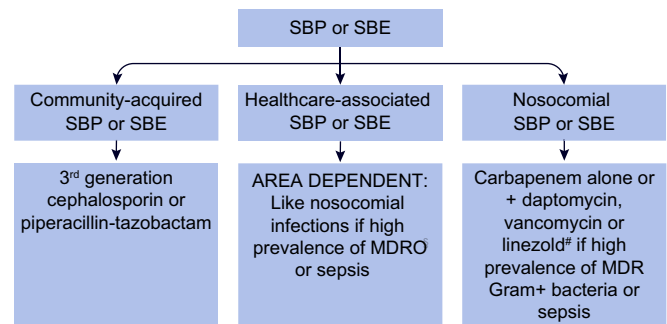 SBP or SBE
Community-acquired
SBP or SBE
Healthcare-associated
SBP or SBE
Nosocomial
SBP or SBE
3rd generation
cephalosporin or
piperacillin-tazobactam
AREA DEPENDENT:
Like nosocomial
infections if high
prevalence of MDRO§
or sepsis
Carbapenem alone or
+ daptomycin,
vancomycin or
linezold# if high
prevalence of MDR
Gram+ bacteria or
sepsis